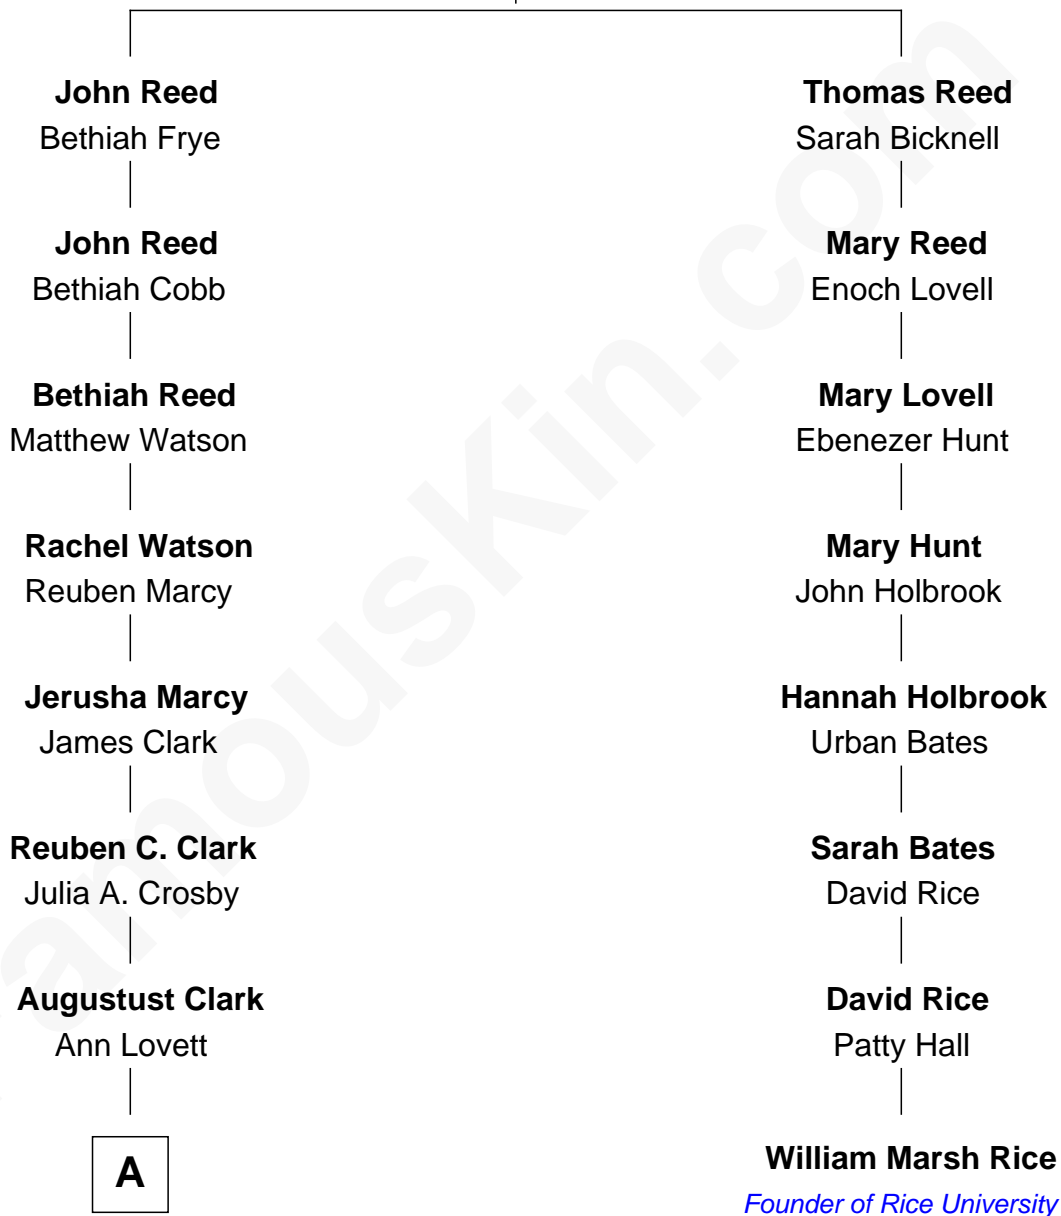 John Reed
Bethiah Frye
John Reed
Bethiah Cobb
Bethiah Reed
Matthew Watson
Rachel Watson
Reuben Marcy
Jerusha Marcy
James Clark
Reuben C. Clark
Julia A. Crosby
Augustust Clark
Ann Lovett
A
Thomas Reed
Sarah Bicknell
Mary Reed
Enoch Lovell
Mary Lovell
Ebenezer Hunt
Mary Hunt
John Holbrook
Hannah Holbrook
Urban Bates
Sarah Bates
David Rice
David Rice
Patty Hall
William Marsh Rice
Founder of Rice University
amouskin.com